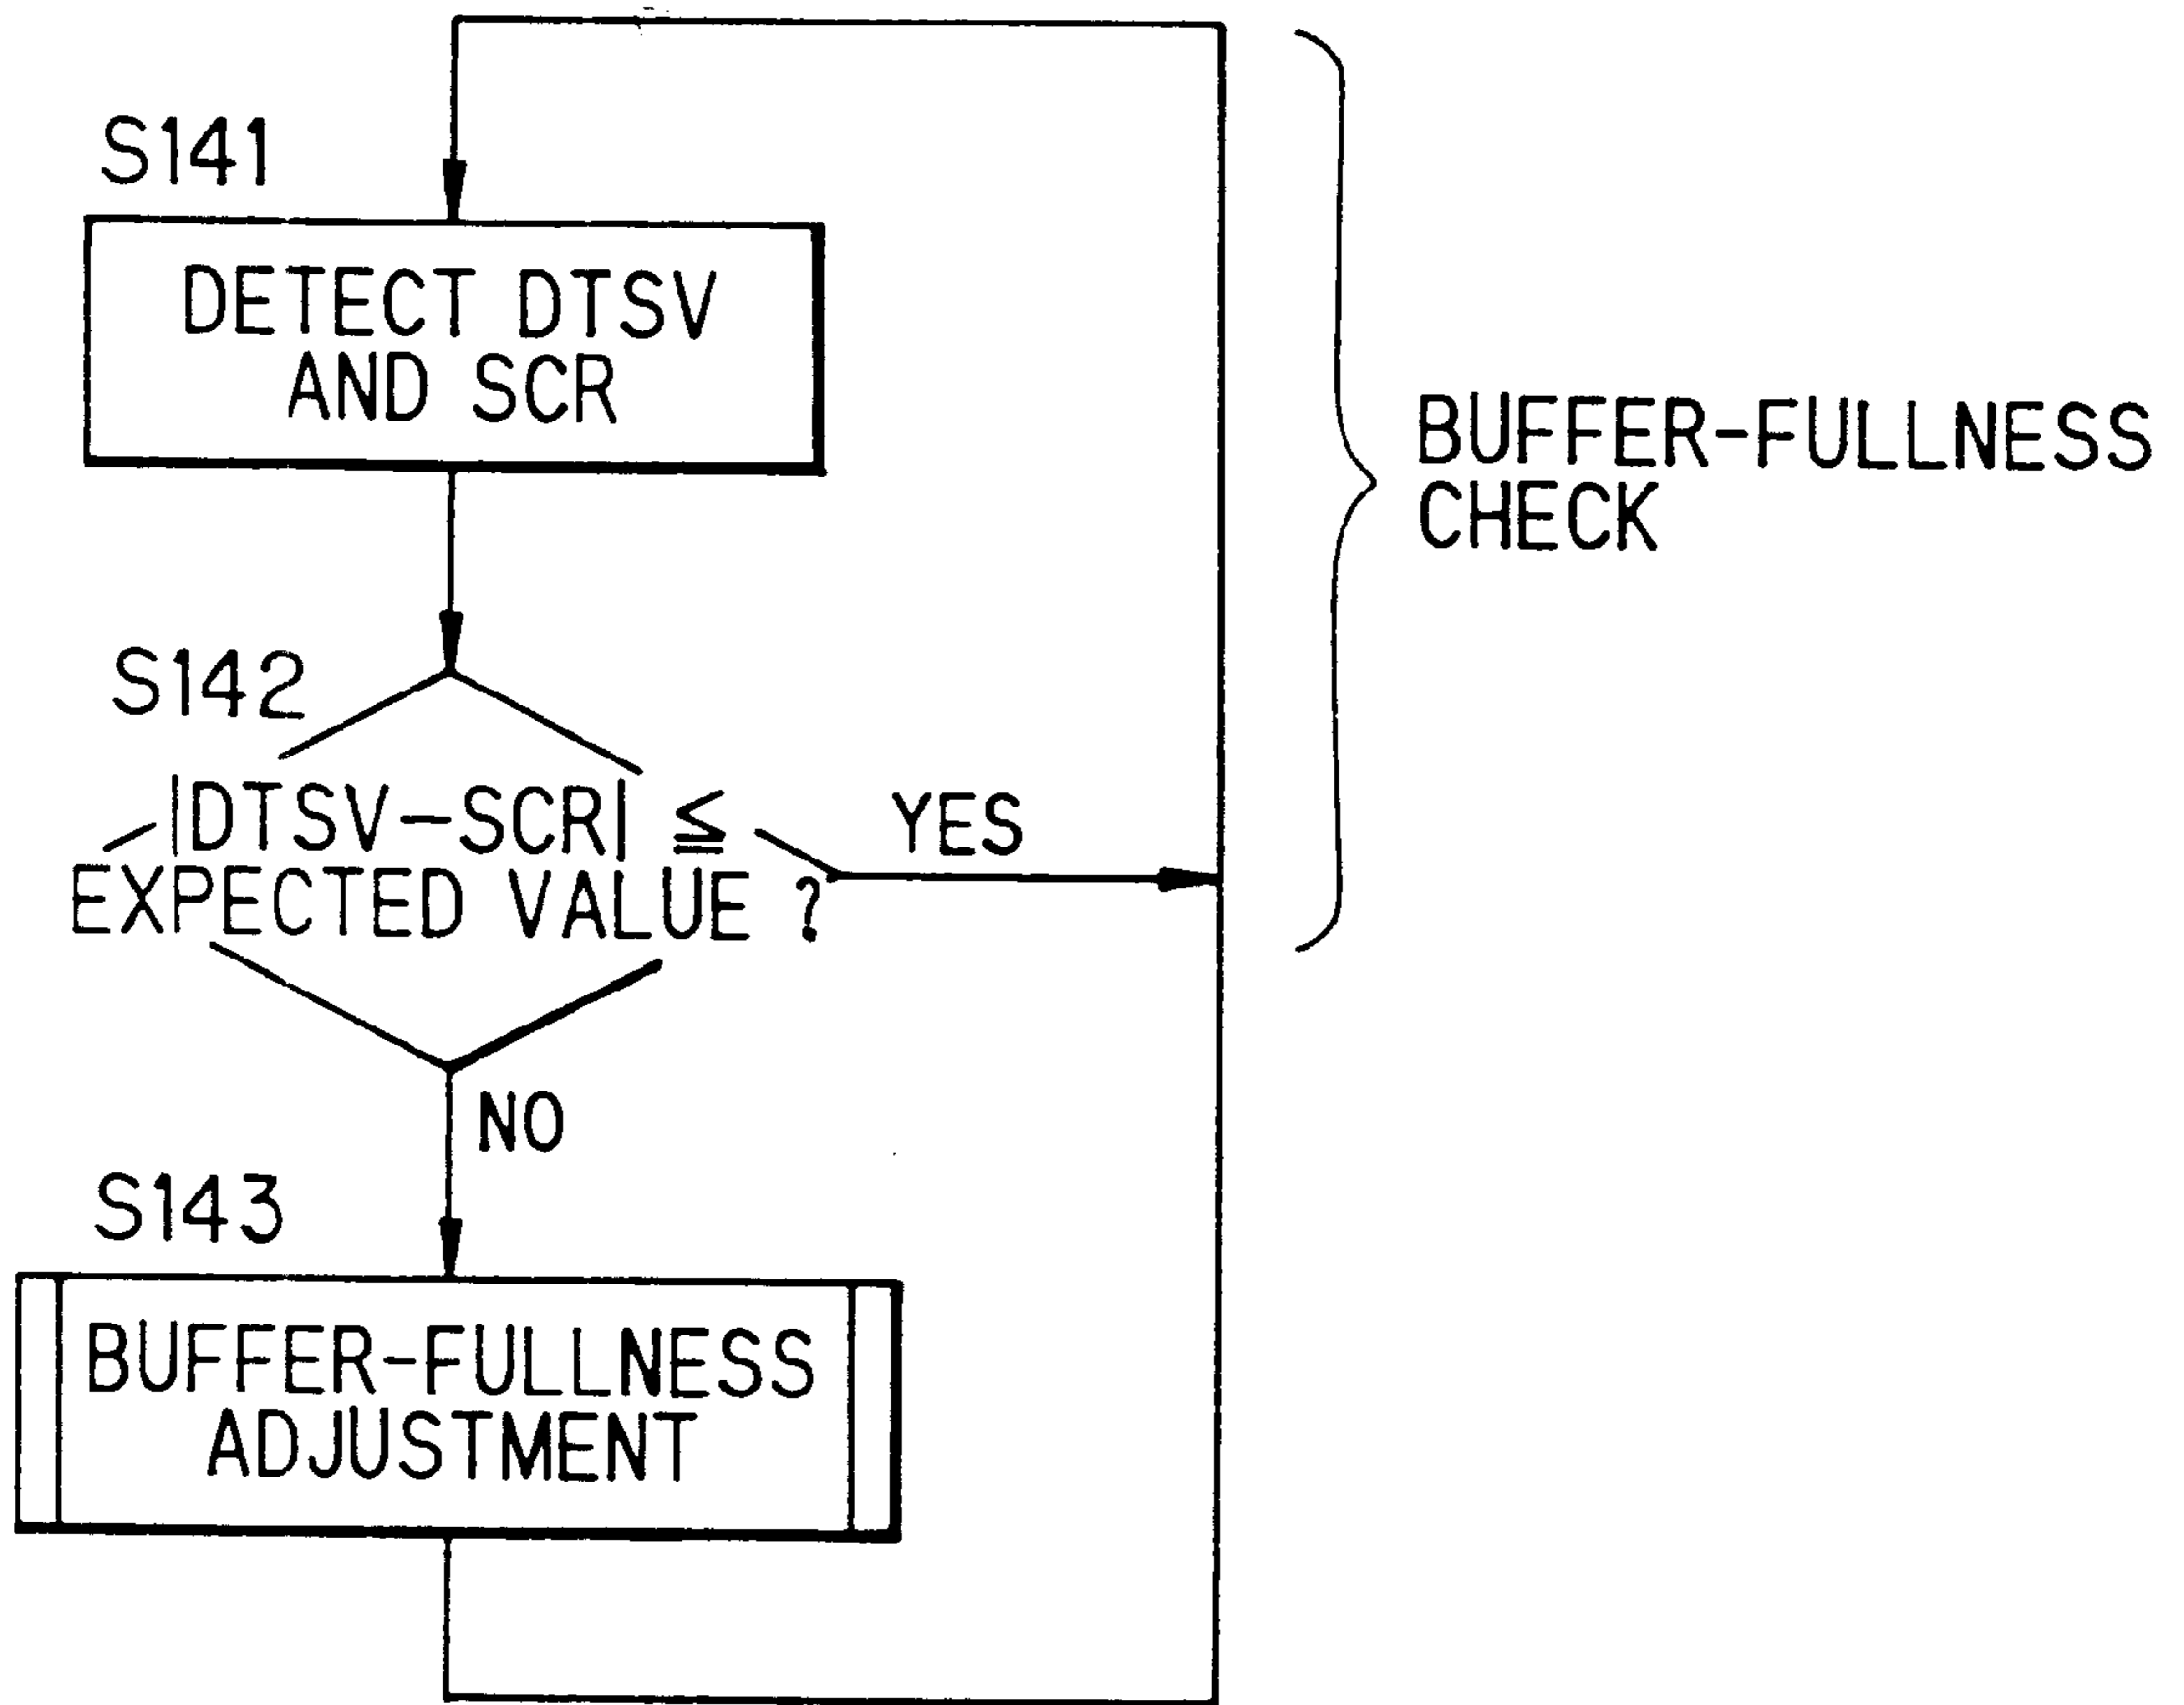 S141
DETECT DTSV
AND SCR
BUFFER-FULLNESS
CHECK
S142
|DTSV-SCR| ≦
EXPECTED VALUE ?
YES
NO
S143
BUFFER-FULLNESS
ADJUSTMENT